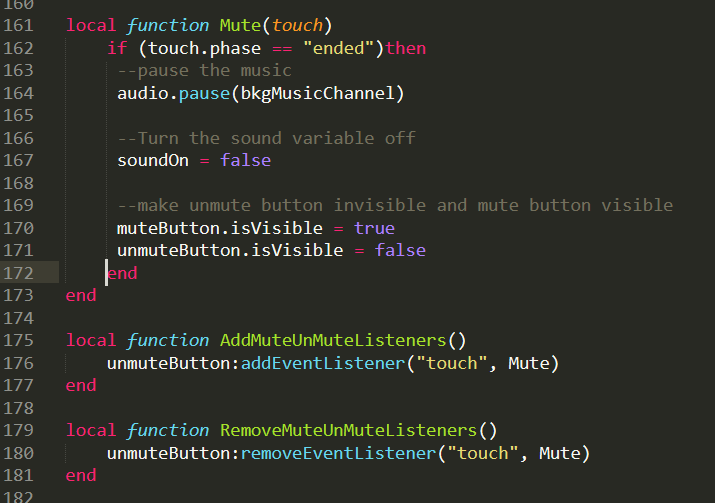 160
161 local function Mute(touch)
162 if (touch.phase == "ended")then
163 --pause the music
164 audio.pause(bkgMusicChannel)
165
166 --Turn the sound variable off
167 soundOn = false
168
169 --make unmute button invisible and mute button visible
170 muteButton.isVisible = true
171 unmuteButton.isVisible = false
172 end
173 end
174
175 local function AddMuteUnMuteListeners()
176 unmuteButton:addEventListener("touch", Mute)
177 end
178
179 local function RemoveMuteUnMuteListeners()
180 unmuteButton:removeEventListener("touch", Mute)
181 end
182